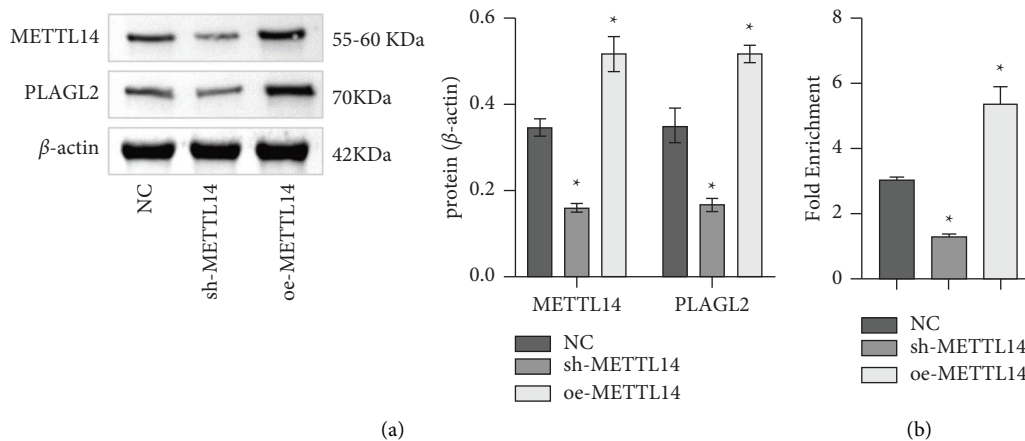 METTL14
55-60 KDa
PLAGL2
70KDa
β-actin
42KDa
NC
sh-METTL14
oe-METTL14
protein (β-actin)
0.6
0.4
0.2
0.0
*
*
*
*
METTL14
PLAGL2
NC
sh-METTL14
oe-METTL14
(a)
Fold Enrichment
8
6
4
2
0
*
*
NC
sh-METTL14
oe-METTL14
(b)